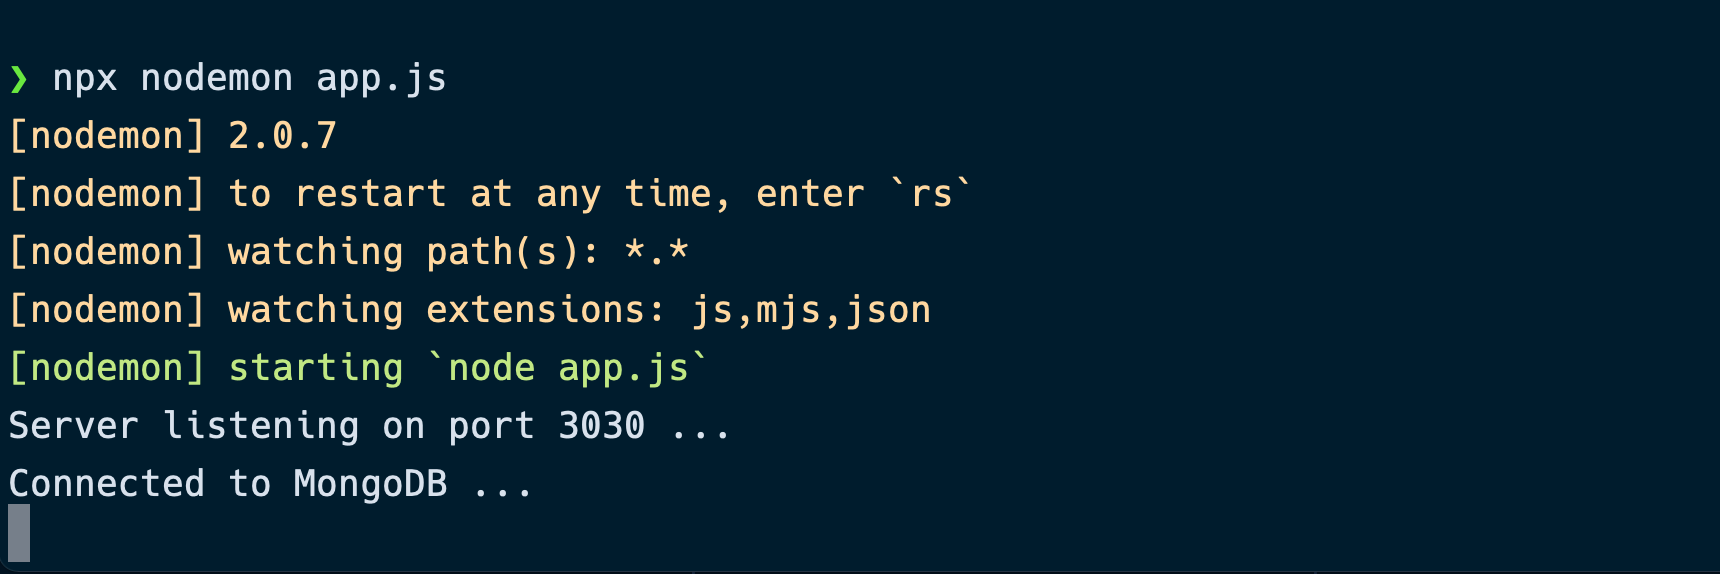 ❯ npx nodemon app.js
[nodemon] 2.0.7
[nodemon] to restart at any time, enter `rs`
[nodemon] watching path(s): *.*
[nodemon] watching extensions: js,mjs,json
[nodemon] starting `node app.js`
Server listening on port 3030 ...
Connected to MongoDB ...